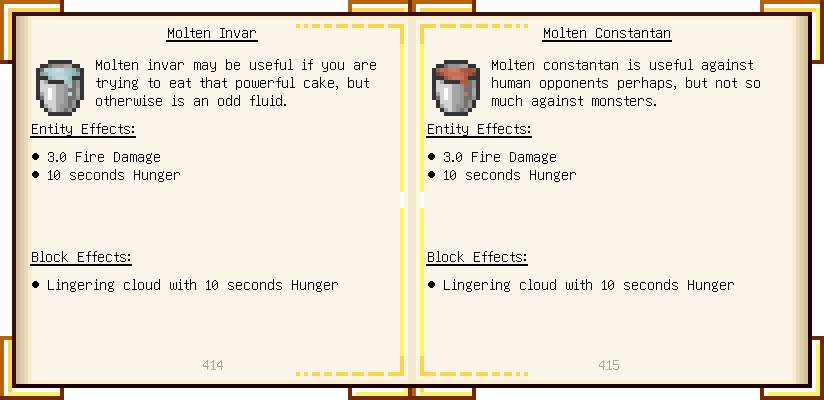 Molten Invar
Molten invar may be useful if you are
trying to eat that powerful cake, but
otherwise is an odd fluid.
Entity Effects:
• 3.0 Fire Damage
• 10 seconds Hunger
Block Effects:
• Lingering cloud with 10 seconds Hunger
414
Molten Constantan
Molten constantan is useful against
human opponents perhaps, but not so
much against monsters.
Entity Effects:
• 3.0 Fire Damage
• 10 seconds Hunger
Block Effects:
• Lingering cloud with 10 seconds Hunger
415